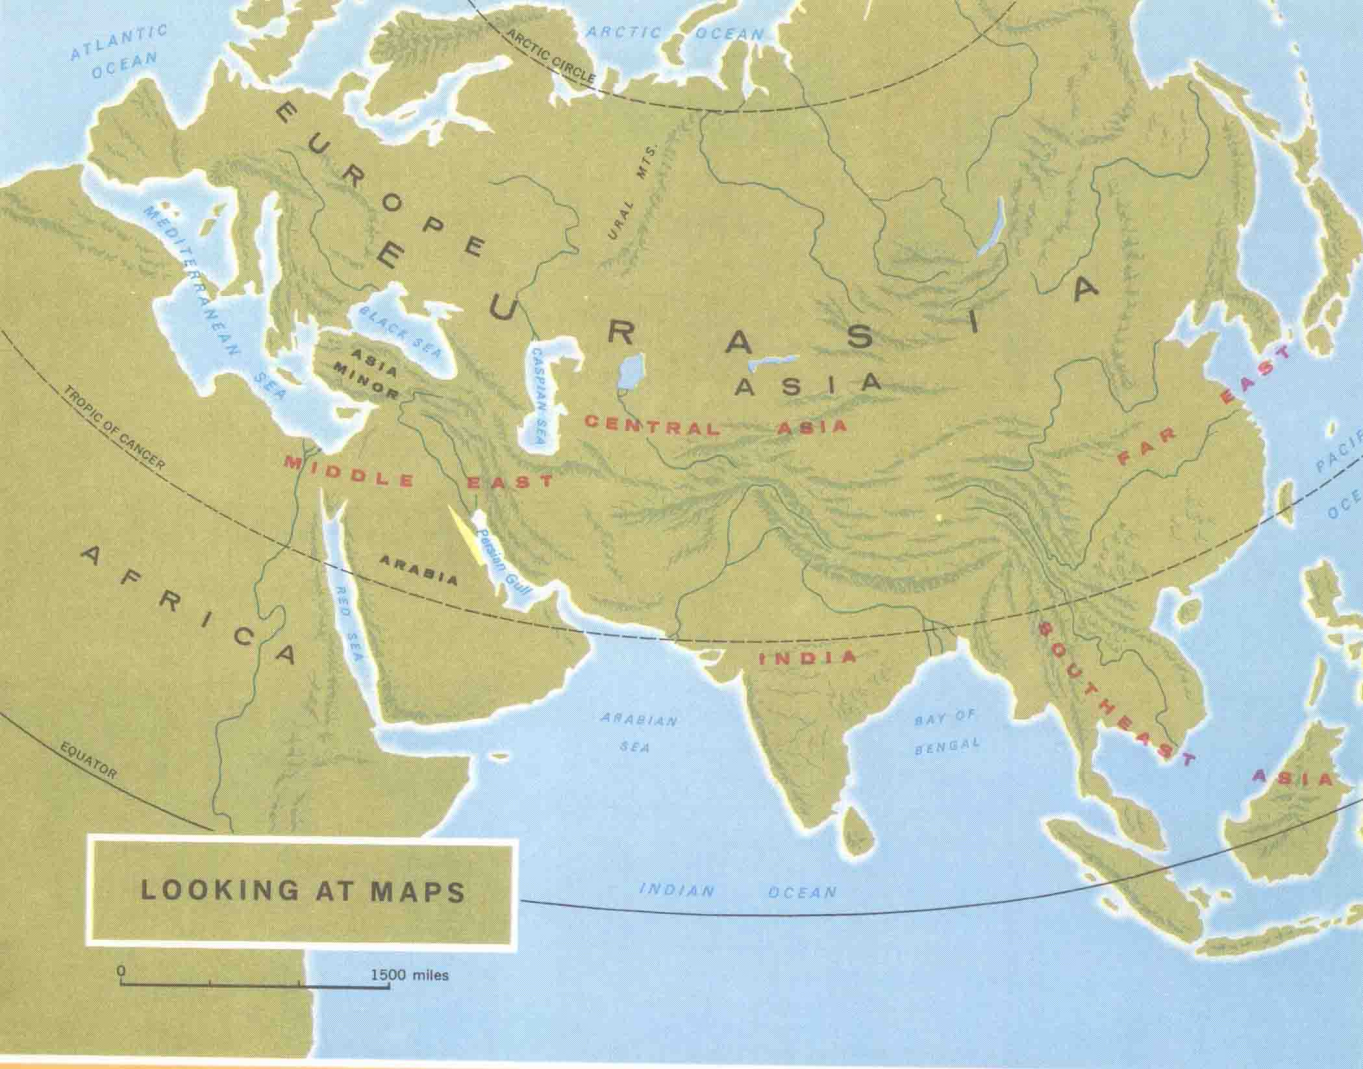 ATLANTIC
OCEAN
ARCTIC OCEAN
ARCTIC CIRCLE
EUROPE
URAL MTS.
MEDITERRANEAN SEA
EURASIA
BLACK SEA
ASIA
MINOR
CASPIAN SEA
ASIA
CENTRAL ASIA
FAR EAST
TROPIC OF CANCER
MIDDLE EAST
Persian Gulf
ARABIA
AFRICA
RED SEA
INDIA
SOUTHEAST ASIA
ARABIAN
SEA
BAY OF
BENGAL
EQUATOR
INDIAN OCEAN
LOOKING AT MAPS
0 1500 miles